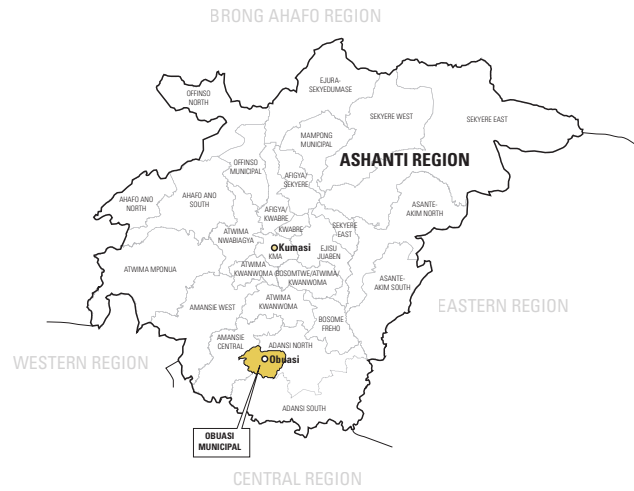 BRONG AHAFO REGION
OFFINSO
NORTH
EJURA-
SEKYEDUMASE
SEKYERE WEST
SEKYERE EAST
MAMPONG
MUNICIPAL
ASHANTI REGION
OFFINSO
MUNICIPAL
AFIGYA/
SEKYERE
AHAFO ANO
NORTH
AHAFO ANO
SOUTH
ASANTE-
AKIM NORTH
AFIGYA/
KWABRE
ATWIMA
NWABIAGYA
KWABRE
SEKYERE
EAST
Kumasi
KMA
EJISU
JUABEN
ATWIMA MPONUA
ATWIMA
KWANWOMA
BOSOMTWE/ATWIMA/
KWANWOMA
ASANTE-
AKIM SOUTH
AMANSIE WEST
ATWIMA
KWANWOMA
EASTERN REGION
BOSOME
FREHO
AMANSIE
CENTRAL
ADANSI NORTH
WESTERN REGION
Obuasi
ADANSI SOUTH
OBUASI
MUNICIPAL
CENTRAL REGION